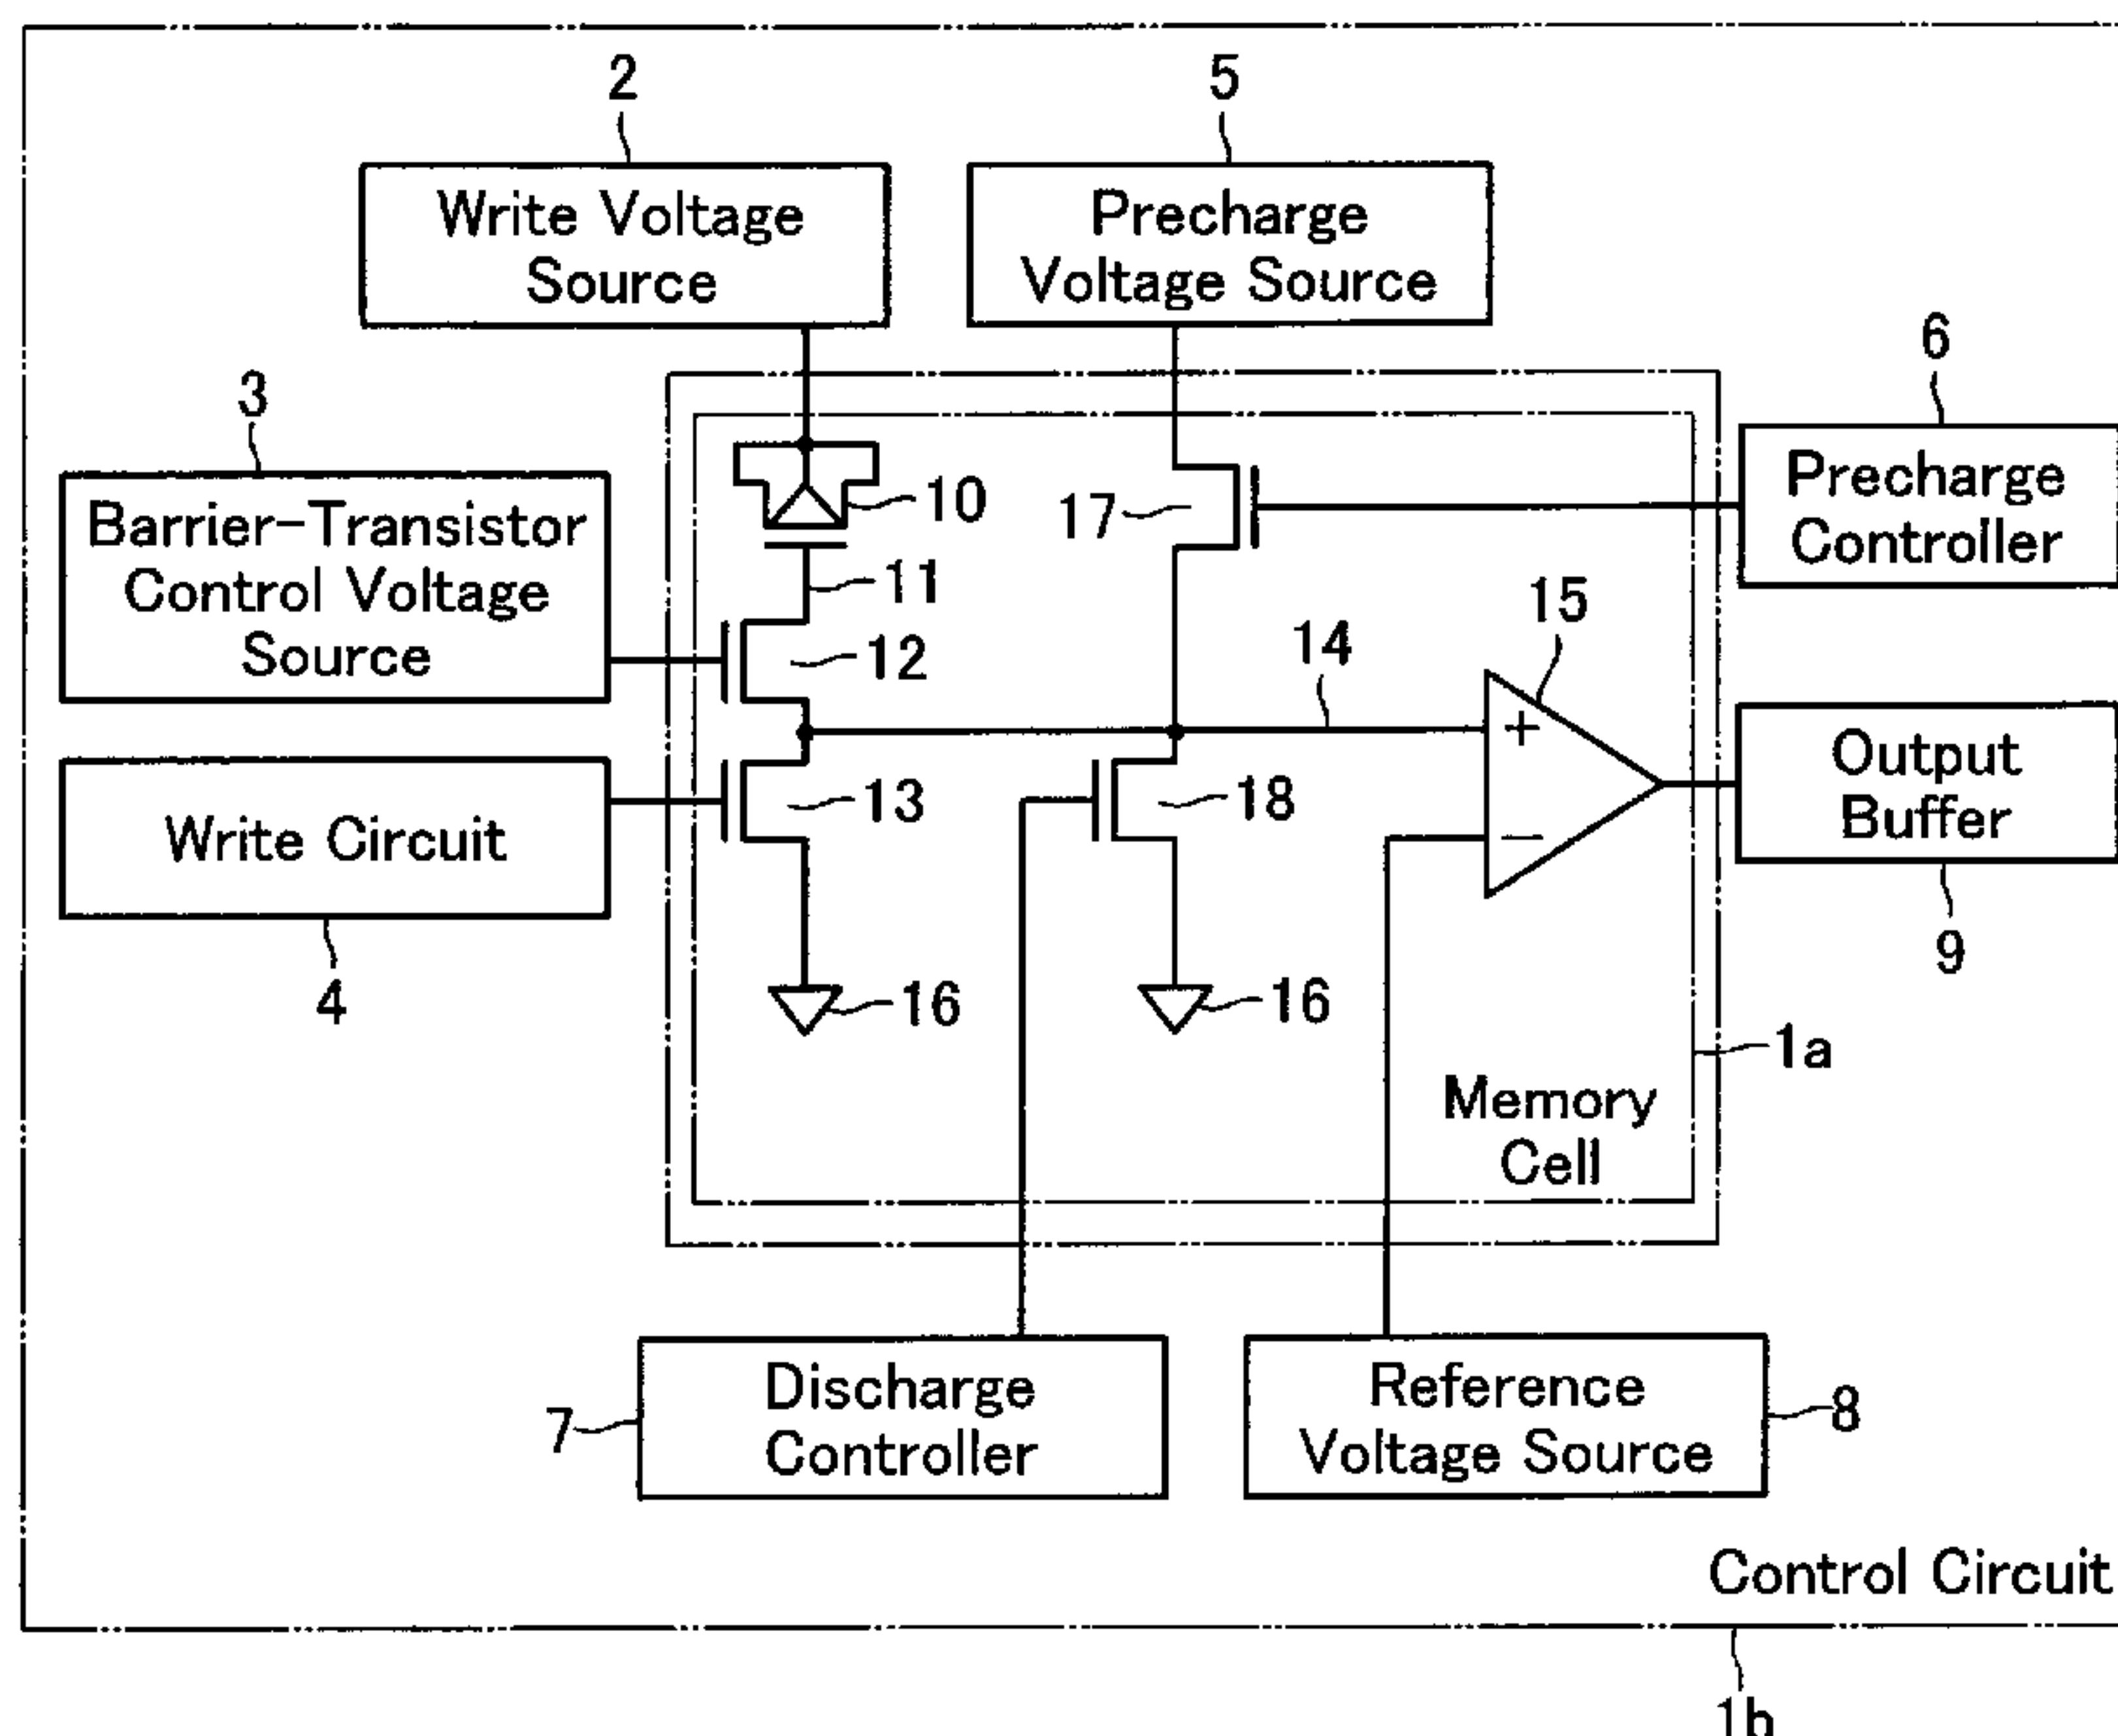 2
5
Write Voltage
Source
Precharge
Voltage Source
6
3
Precharge
Controller
Barrier-Transistor
Control Voltage
Source
10
17
11
15
12
14
+
Output
Buffer
13
18
Write Circuit
−
9
4
16
16
1a
Memory
Cell
7
Discharge
Controller
Reference
Voltage Source
8
Control Circuit
1b